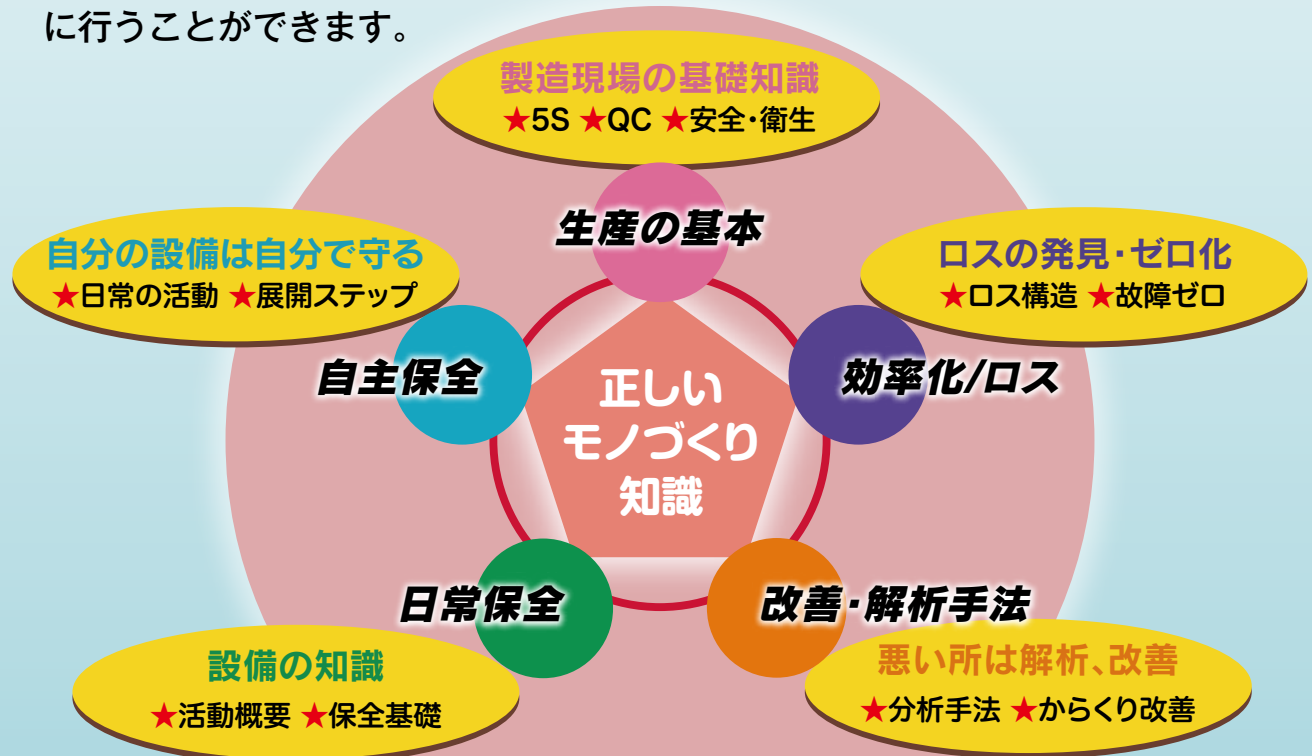 に行うことができます。
製造現場の基礎知識
★5S ★QC ★安全・衛生
生産の基本
自分の設備は自分で守る
★日常の活動 ★展開ステップ
自主保全
ロスの発見・ゼロ化
★ロス構造 ★故障ゼロ
効率化/ロス
正しい
モノづくり
知識
日常保全
設備の知識
★活動概要 ★保全基礎
改善・解析手法
悪い所は解析、改善
★分析手法 ★からくり改善